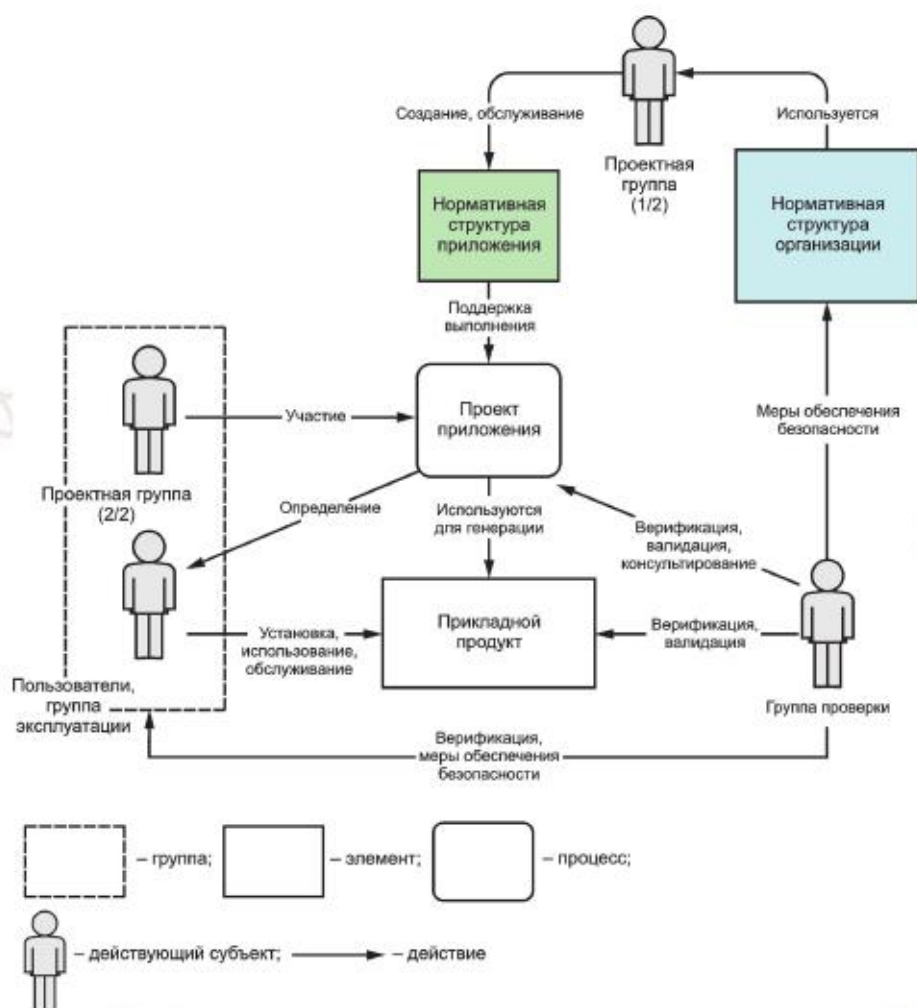 Создание, обслуживание
Используется
Проектная
группа
(1/2)
Нормативная
структура
приложения
Нормативная
структура
организации
Поддержка
выполнения
Участие
Проект
приложения
Меры обеспечения
безопасности
Проектная группа
(2/2)
Определение
Используются
для генерации
Верификация,
валидация,
консультирование
Установка,
использование,
обслуживание
Прикладной
продукт
Верификация,
валидация
Пользователи,
группа
эксплуатации
Группа проверки
Верификация,
меры обеспечения
безопасности
– группа; – элемент; – процесс;
– действующий субъект; – действие